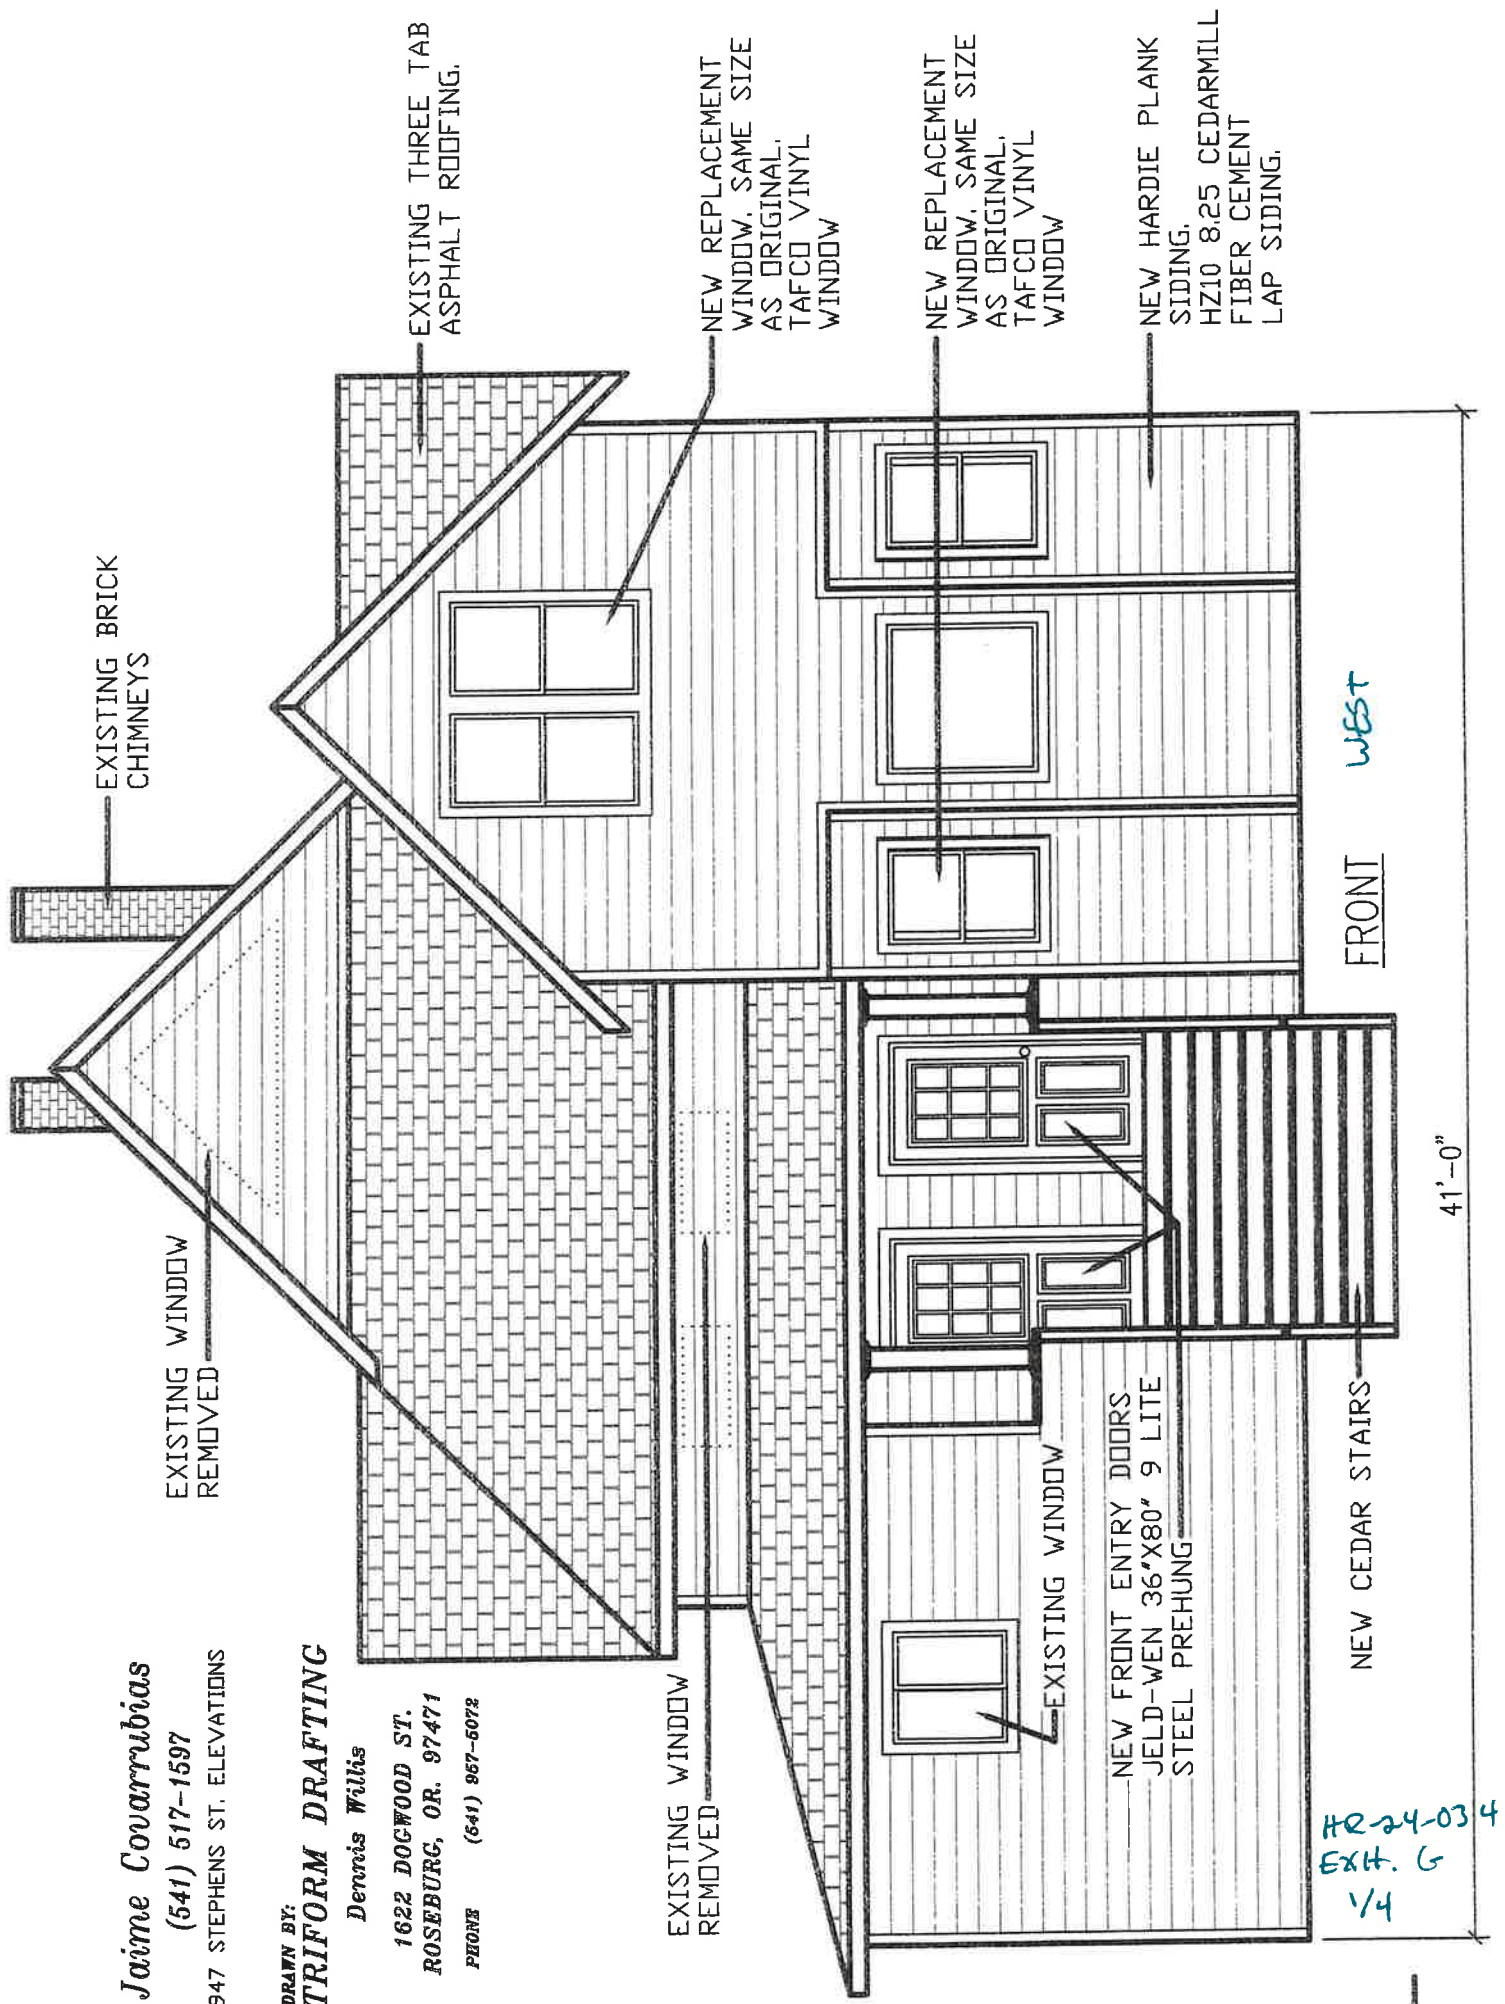 Jaime Covarrubias
(541) 517-1597
947 STEPHENS ST. ELEVATIONS
DRAWN BY:
TRIFORM DRAFTING
Dennis Willis
1622 DOGWOOD ST.
ROSEBURG, OR. 97471
PHONE (541) 957-5072
EXISTING WINDOW
REMOVED
EXISTING BRICK
CHIMNEYS
EXISTING THREE TAB
ASPHALT ROOFING.
NEW REPLACEMENT
WINDOW. SAME SIZE
AS ORIGINAL.
TAFCO VINYL
WINDOW
EXISTING WINDOW
REMOVED
NEW REPLACEMENT
WINDOW. SAME SIZE
AS ORIGINAL.
TAFCO VINYL
WINDOW
EXISTING WINDOW
NEW FRONT ENTRY DOORS
JELD-WEN 36"X80" 9 LITE
STEEL PREHUNG
NEW HARDIE PLANK
SIDING.
HZ10 8.25 CEDARMILL
FIBER CEMENT
LAP SIDING.
NEW CEDAR STAIRS
FRONT
WEST
41'-0"
HR-24-034
EXH. G
1/4